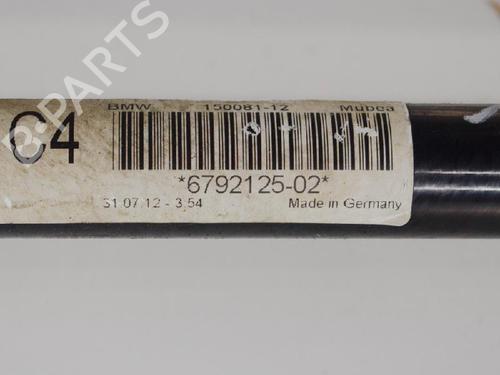 BMW 150081-12 Mubea
C4
*6792125-02*
31.07.12 - 3.54 Made in Germany
B-PARTS